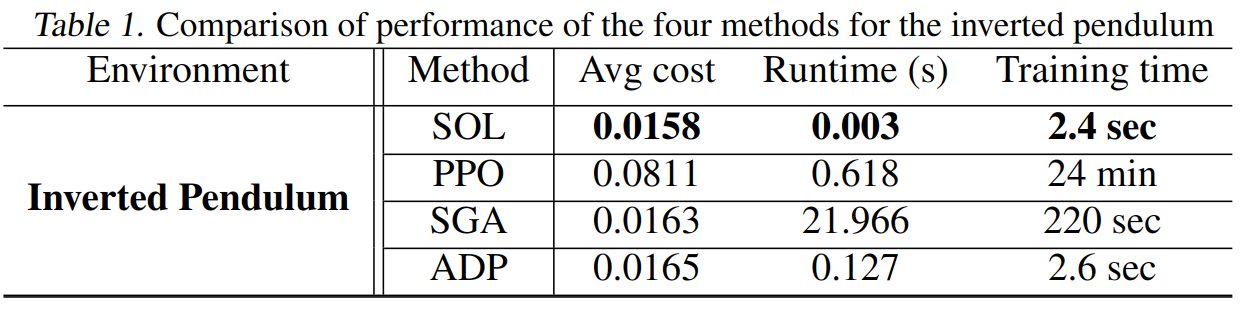 Table 1. Comparison of performance of the four methods for the inverted pendulum
Environment Method Avg cost Runtime (s) Training time
SOL 0.0158 0.003 2.4 sec
PPO 0.0811 0.618 24 min
Inverted Pendulum
SGA 0.0163 21.966 220 sec
ADP 0.0165 0.127 2.6 sec